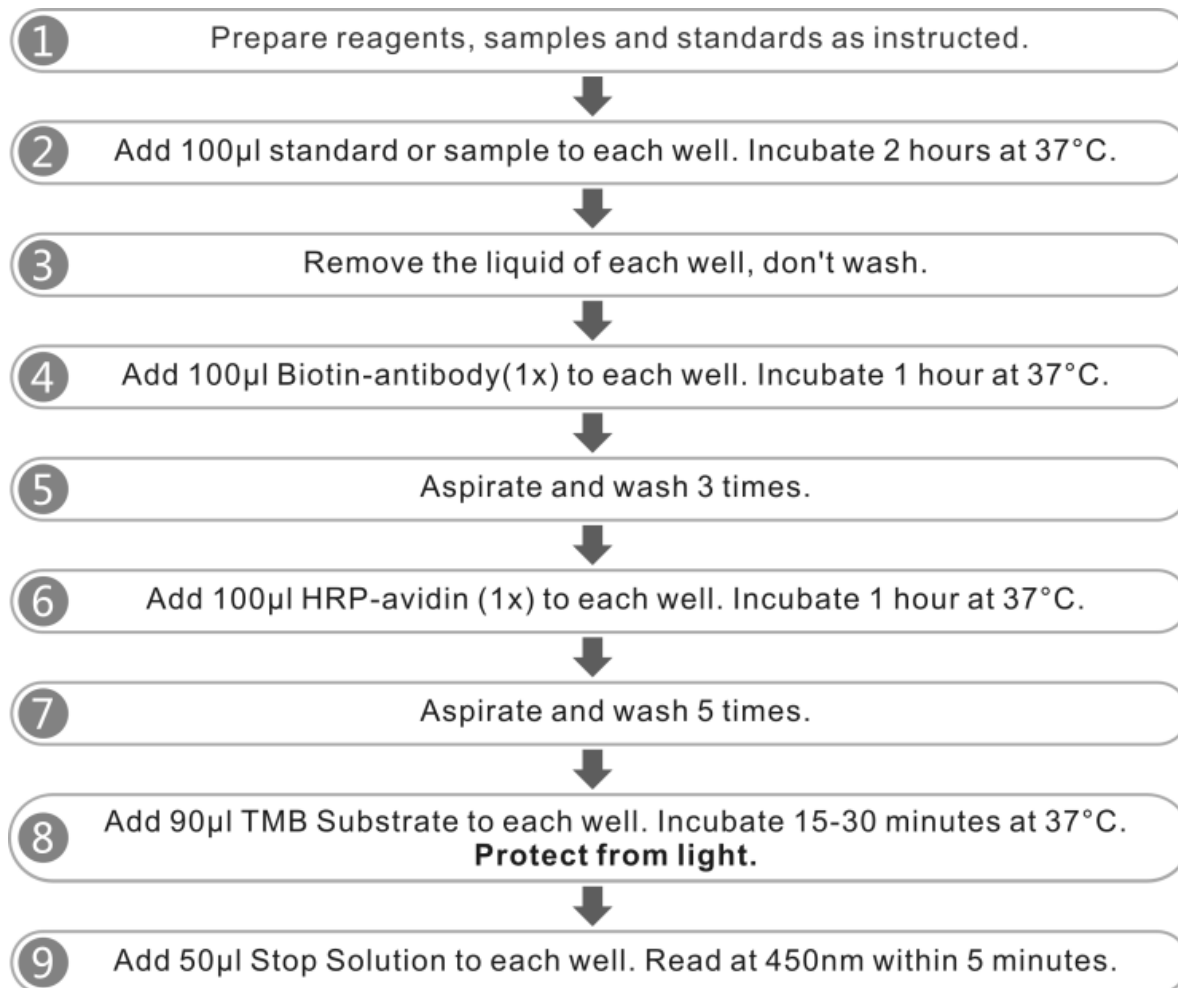 1 Prepare reagents, samples and standards as instructed.
2 Add 100μl standard or sample to each well. Incubate 2 hours at 37°C.
3 Remove the liquid of each well, don't wash.
4 Add 100μl Biotin-antibody(1x) to each well. Incubate 1 hour at 37°C.
5 Aspirate and wash 3 times.
6 Add 100μl HRP-avidin (1x) to each well. Incubate 1 hour at 37°C.
7 Aspirate and wash 5 times.
8 Add 90μl TMB Substrate to each well. Incubate 15-30 minutes at 37°C.
Protect from light.
9 Add 50μl Stop Solution to each well. Read at 450nm within 5 minutes.